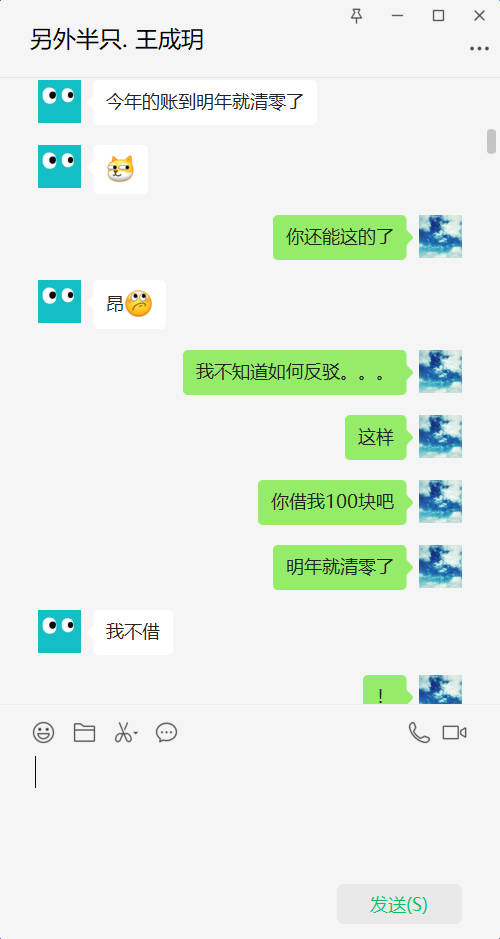 另外半只. 王成玥
今年的账到明年就清零了
你还能这的了
昂
我不知道如何反驳。。。
这样
你借我100块吧
明年就清零了
我不借
！
发送(S)